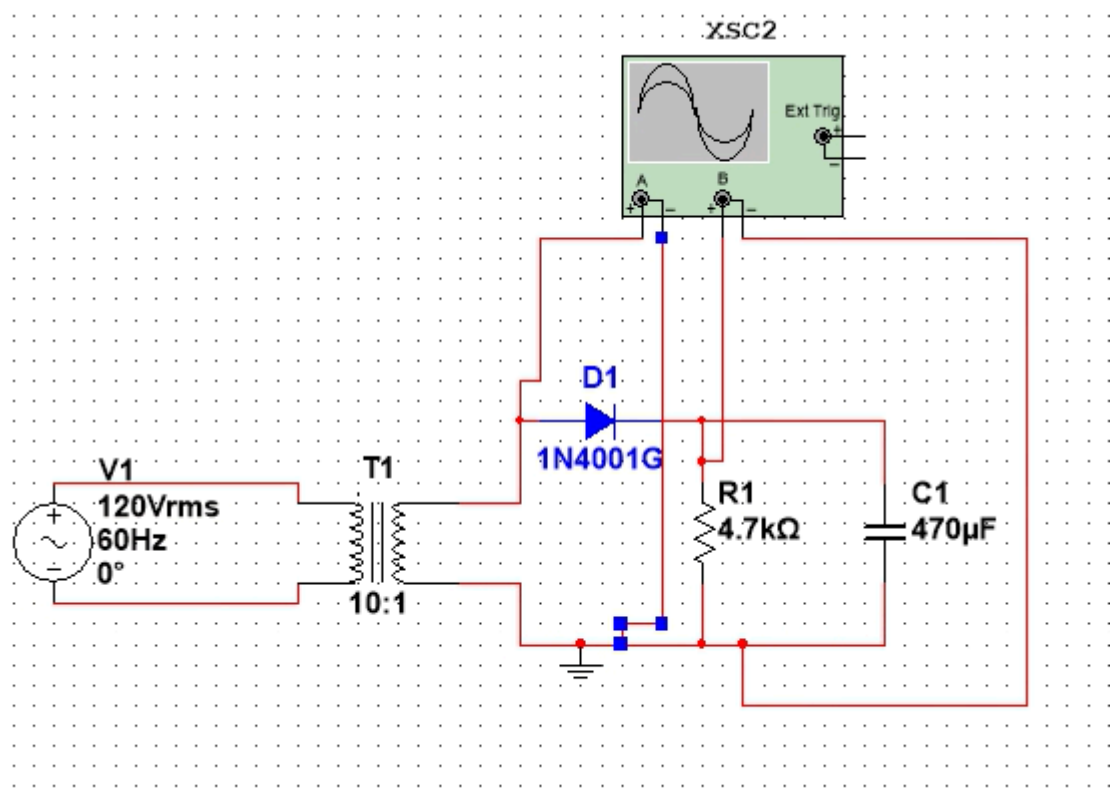 XSC2
Ext Trig
+
−
A
B
+
−
+
−
D1
1N4001G
V1
120Vrms
60Hz
0°
+
−
T1
10:1
R1
4.7kΩ
C1
470µF